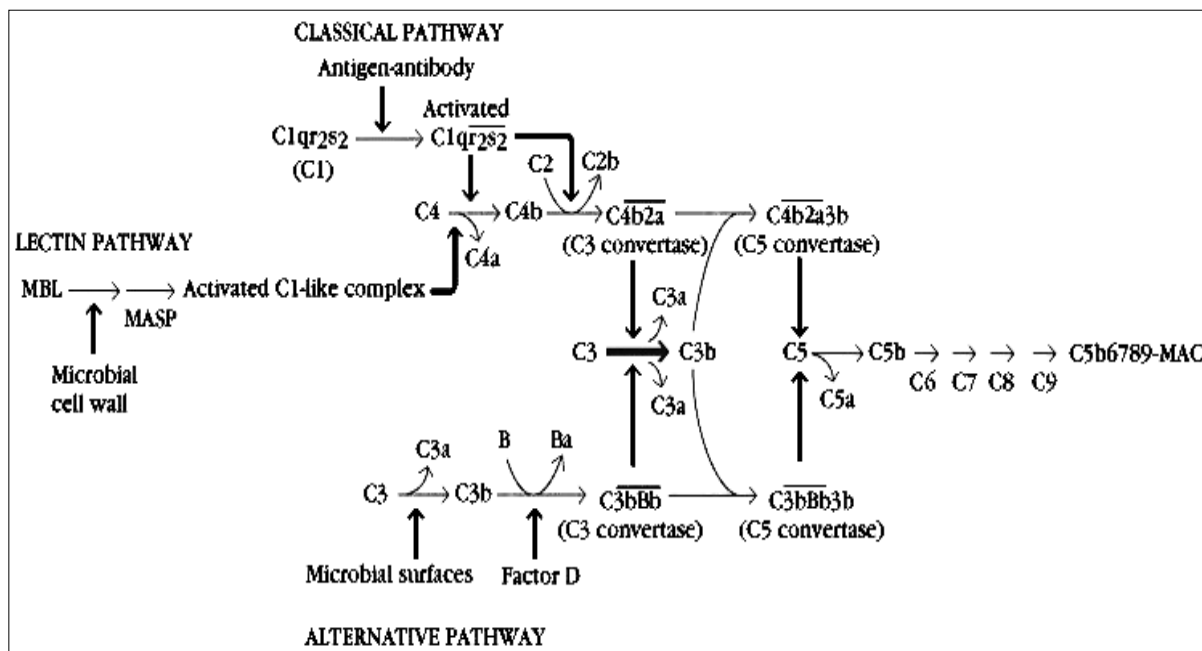 CLASSICAL PATHWAY
Antigen-antibody
Activated
C1qr2s2
C1qr2s2
(C1)
C2
C2b
C4
C4b
C4b2a
C4b2a3b
(C3 convertase)
(C5 convertase)
C4a
LECTIN PATHWAY
MBL
Activated C1-like complex
MASP
C3a
C3
C3b
C5
C5b
C5b6789-MAC
C6
C7
C8
C9
Microbial
cell wall
C3a
C5a
C3a
B
Ba
C3
C3b
C3bBb
C3bBb3b
(C3 convertase)
(C5 convertase)
Microbial surfaces
Factor D
ALTERNATIVE PATHWAY